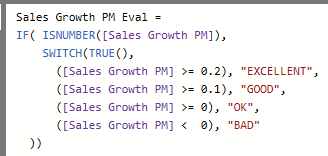 Sales Growth PM Eval =
IF( ISNUMBER([Sales Growth PM]),
SWITCH(TRUE(),
([Sales Growth PM] >= 0.2), "EXCELLENT",
([Sales Growth PM] >= 0.1), "GOOD",
([Sales Growth PM] >= 0), "OK",
([Sales Growth PM] <  0), "BAD"
))